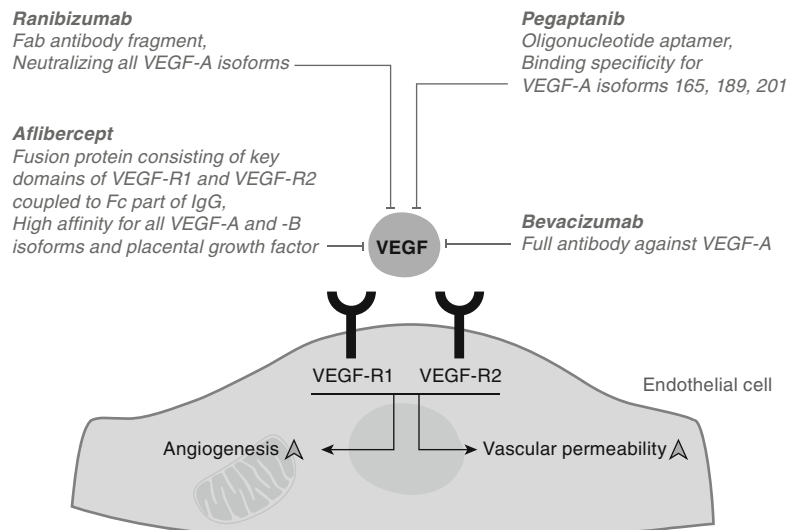 Ranibizumab
Fab antibody fragment,
Neutralizing all VEGF-A isoforms
Pegaptanib
Oligonucleotide aptamer,
Binding specificity for
VEGF-A isoforms 165, 189, 201
Aflibercept
Fusion protein consisting of key
domains of VEGF-R1 and VEGF-R2
coupled to Fc part of IgG,
High affinity for all VEGF-A and -B
isoforms and placental growth factor
VEGF
Bevacizumab
Full antibody against VEGF-A
VEGF-R1
VEGF-R2
Endothelial cell
Angiogenesis
Vascular permeability